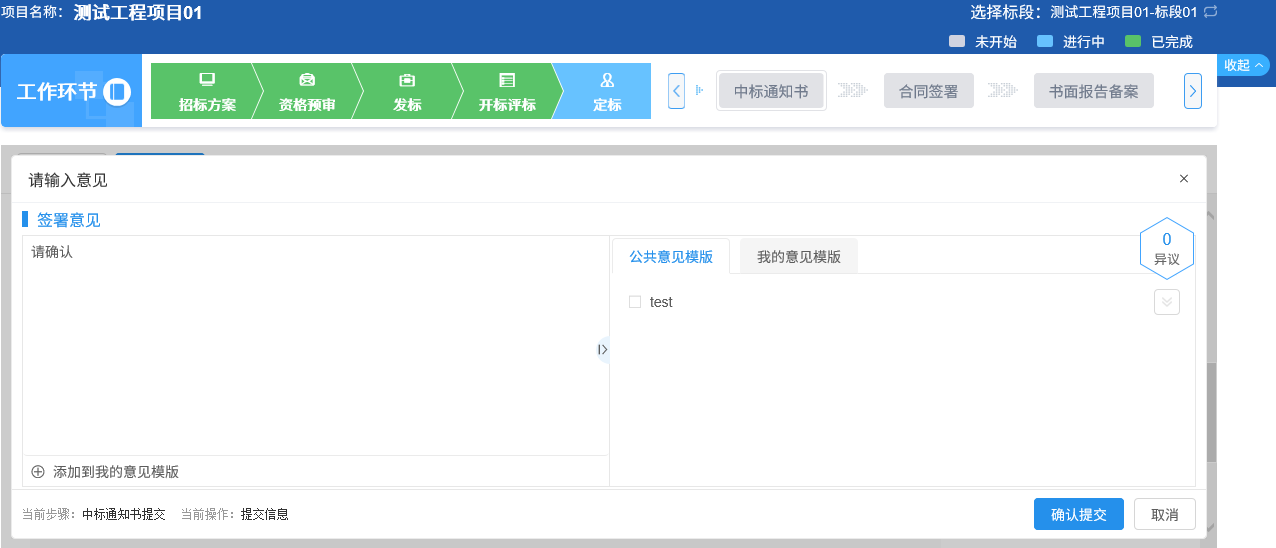 项目名称： 测试工程项目01
选择标段： 测试工程项目01-标段01
未开始 进行中 已完成
收起
工作环节
招标方案 资格预审 发标 开标评标 定标
中标通知书 合同签署 书面报告备案
请输入意见
签署意见
请确认
公共意见模版 我的意见模版
0
异议
test
添加到我的意见模版
当前步骤：中标通知书提交 当前操作：提交信息
确认提交 取消